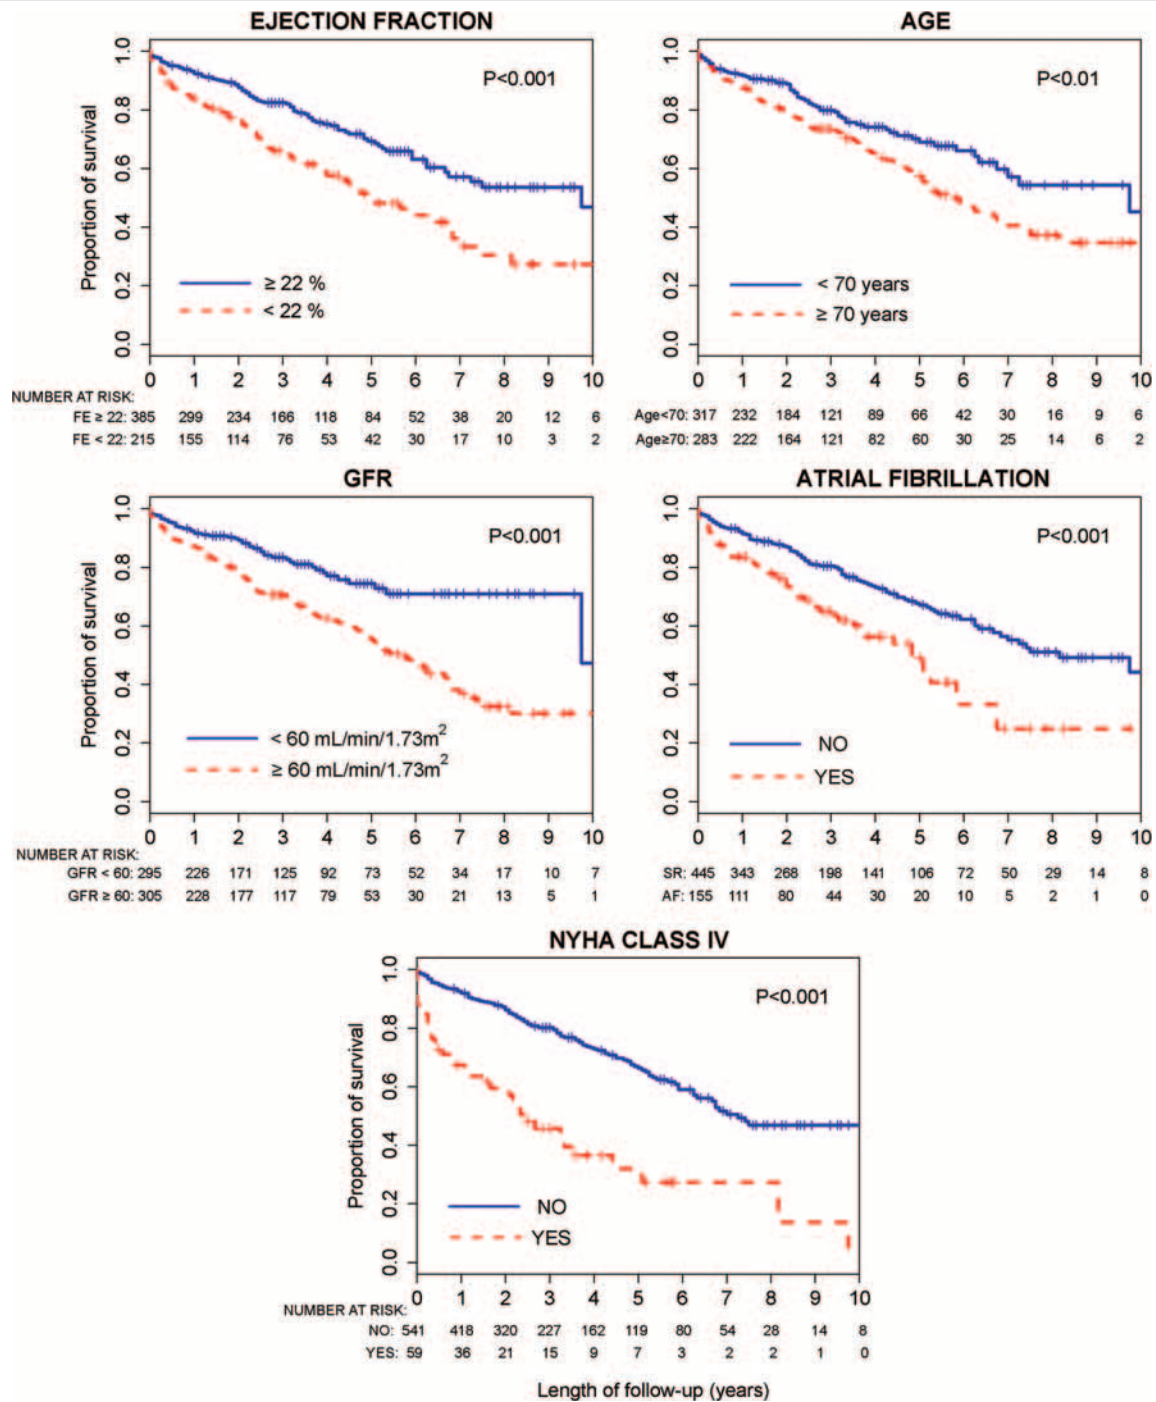 EJECTION FRACTION
P<0.001
Proportion of survival
1.0
0.8
0.6
0.4
0.2
0.0
≥ 22 %
< 22 %
0 1 2 3 4 5 6 7 8 9 10
NUMBER AT RISK:
FE ≥ 22: 385 299 234 166 118 84 52 38 20 12 6
FE < 22: 215 155 114 76 53 42 30 17 10 3 2
AGE
P<0.01
1.0
0.8
0.6
0.4
0.2
0.0
< 70 years
≥ 70 years
0 1 2 3 4 5 6 7 8 9 10
Age<70: 317 232 184 121 89 66 42 30 16 9 6
Age≥70: 283 222 164 121 82 60 30 25 14 6 2
GFR
P<0.001
Proportion of survival
1.0
0.8
0.6
0.4
0.2
0.0
< 60 mL/min/1.73m²
≥ 60 mL/min/1.73m²
0 1 2 3 4 5 6 7 8 9 10
NUMBER AT RISK:
GFR < 60: 295 226 171 125 92 73 52 34 17 10 7
GFR ≥ 60: 305 228 177 117 79 53 30 21 13 5 1
ATRIAL FIBRILLATION
P<0.001
1.0
0.8
0.6
0.4
0.2
0.0
NO
YES
0 1 2 3 4 5 6 7 8 9 10
SR: 445 343 268 198 141 106 72 50 29 14 8
AF: 155 111 80 44 30 20 10 5 2 1 0
NYHA CLASS IV
P<0.001
Proportion of survival
1.0
0.8
0.6
0.4
0.2
0.0
NO
YES
0 1 2 3 4 5 6 7 8 9 10
NUMBER AT RISK:
NO: 541 418 320 227 162 119 80 54 28 14 8
YES: 59 36 21 15 9 7 3 2 2 1 0
Length of follow-up (years)